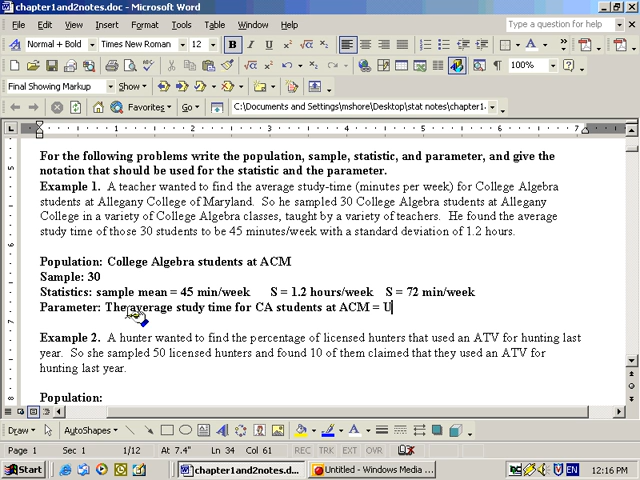 chapter1and2notes.doc - Microsoft Word
File Edit View Insert Format Tools Table Window Help Type a question for help
Normal + Bold Times New Roman 12 B
100%
Final Showing Markup Show
Favorites Go C:\Documents and Settings\mshore\Desktop\stat notes\chapter1-
1 2 3 4 5 6 7
For the following problems write the population, sample, statistic, and parameter, and give the
notation that should be used for the statistic and the parameter.
Example 1. A teacher wanted to find the average study-time (minutes per week) for College Algebra
students at Allegany College of Maryland. So he sampled 30 College Algebra students at Allegany
College in a variety of College Algebra classes, taught by a variety of teachers. He found the average
study time of those 30 students to be 45 minutes/week with a standard deviation of 1.2 hours.
Population: College Algebra students at ACM
Sample: 30
Statistics: sample mean = 45 min/week S = 1.2 hours/week S = 72 min/week
Parameter: The average study time for CA students at ACM = U
Example 2. A hunter wanted to find the percentage of licensed hunters that used an ATV for hunting last
year. So she sampled 50 licensed hunters and found 10 of them claimed that they used an ATV for
hunting last year.
Population:
Draw AutoShapes
Page 1 Sec 1 1/12 At 7.4" Ln 34 Col 61 REC TRK EXT OVR
Start chapter1and2notes.d... Untitled - Windows Media ... EN 12:16 PM